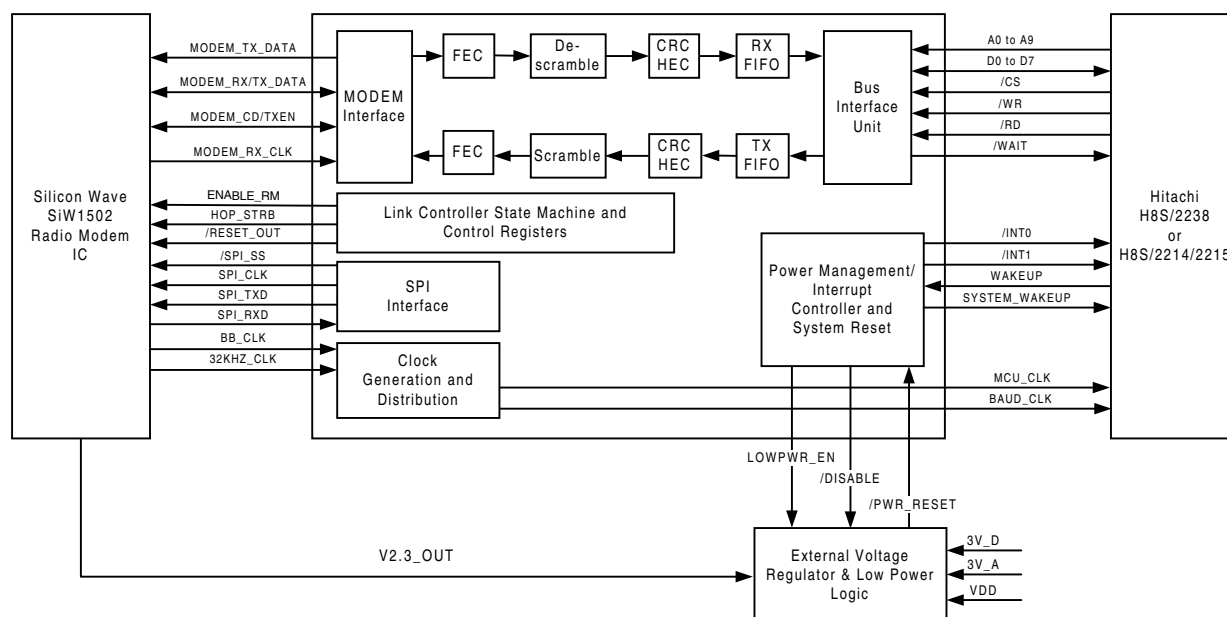 Silicon Wave
SiW1502
Radio Modem
IC
MODEM_TX_DATA
MODEM_RX/TX_DATA
MODEM_CD/TXEN
MODEM_RX_CLK
ENABLE_RM
HOP_STRB
/RESET_OUT
/SPI_SS
SPI_CLK
SPI_TXD
SPI_RXD
BB_CLK
32KHZ_CLK
MODEM
Interface
FEC
De-
scramble
CRC
HEC
RX
FIFO
FEC
Scramble
CRC
HEC
TX
FIFO
Bus
Interface
Unit
Link Controller State Machine and
Control Registers
SPI
Interface
Clock
Generation and
Distribution
Power Management/
Interrupt
Controller and
System Reset
A0 to A9
D0 to D7
/CS
/WR
/RD
/WAIT
/INT0
/INT1
WAKEUP
SYSTEM_WAKEUP
MCU_CLK
BAUD_CLK
Hitachi
H8S/2238
or
H8S/2214/2215
LOWPWR_EN
/DISABLE
/PWR_RESET
V2.3_OUT
External Voltage
Regulator & Low Power
Logic
3V_D
3V_A
VDD